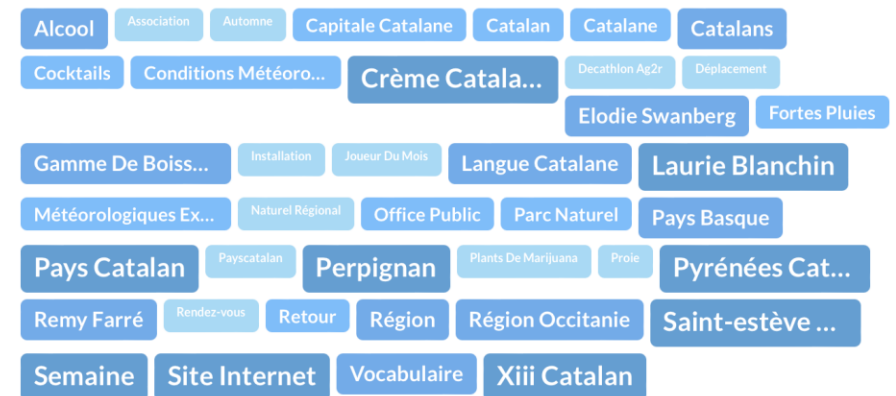 Alcool Association Automne Capitale Catalane Catalan Catalane Catalans
Cocktails Conditions Météoro... Crème Catala... Decathlon Ag2r Déplacement
Elodie Swanberg Fortes Pluies
Gamme De Boiss... Installation Joueur Du Mois Langue Catalane Laurie Blanchin
Météorologiques Ex... Naturel Régional Office Public Parc Naturel Pays Basque
Pays Catalan Payscatalan Perpignan Plants De Marijuana Proie Pyrénées Cat...
Remy Farré Rendez-vous Retour Région Région Occitanie Saint-estève ...
Semaine Site Internet Vocabulaire Xiii Catalan